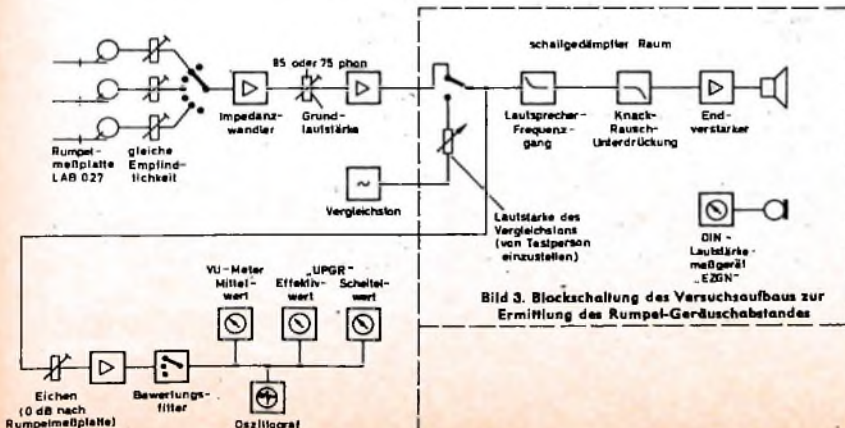 schallgedämpfter Raum
85 oder 75 phon
Rumpel-
meßplatte
LAB 027
gleiche
Empfind-
lichkeit
Impedanz-
wandler
Grund-
lautstärke
Lautsprecher-
Frequenz-
gang
Knack-
Rausch-
Unterdrückung
End-
verstärker
~
Vergleichston
Lautstärke des
Vergleichstons
(von Testperson
einzustellen)
DIN-
Lautstärke-
meßgerät
„EZGN"
VU-Meter
Mittel-
wert
„UPGR"
Effektiv-
wert
Scheitel-
wert
Bild 3. Blockschaltung des Versuchsaufbaus zur
Ermittlung des Rumpel-Geräuschabstandes
Eichen
(0 dB nach
Rumpelmeßplatte)
Bewertungs-
filter
Oszillograf